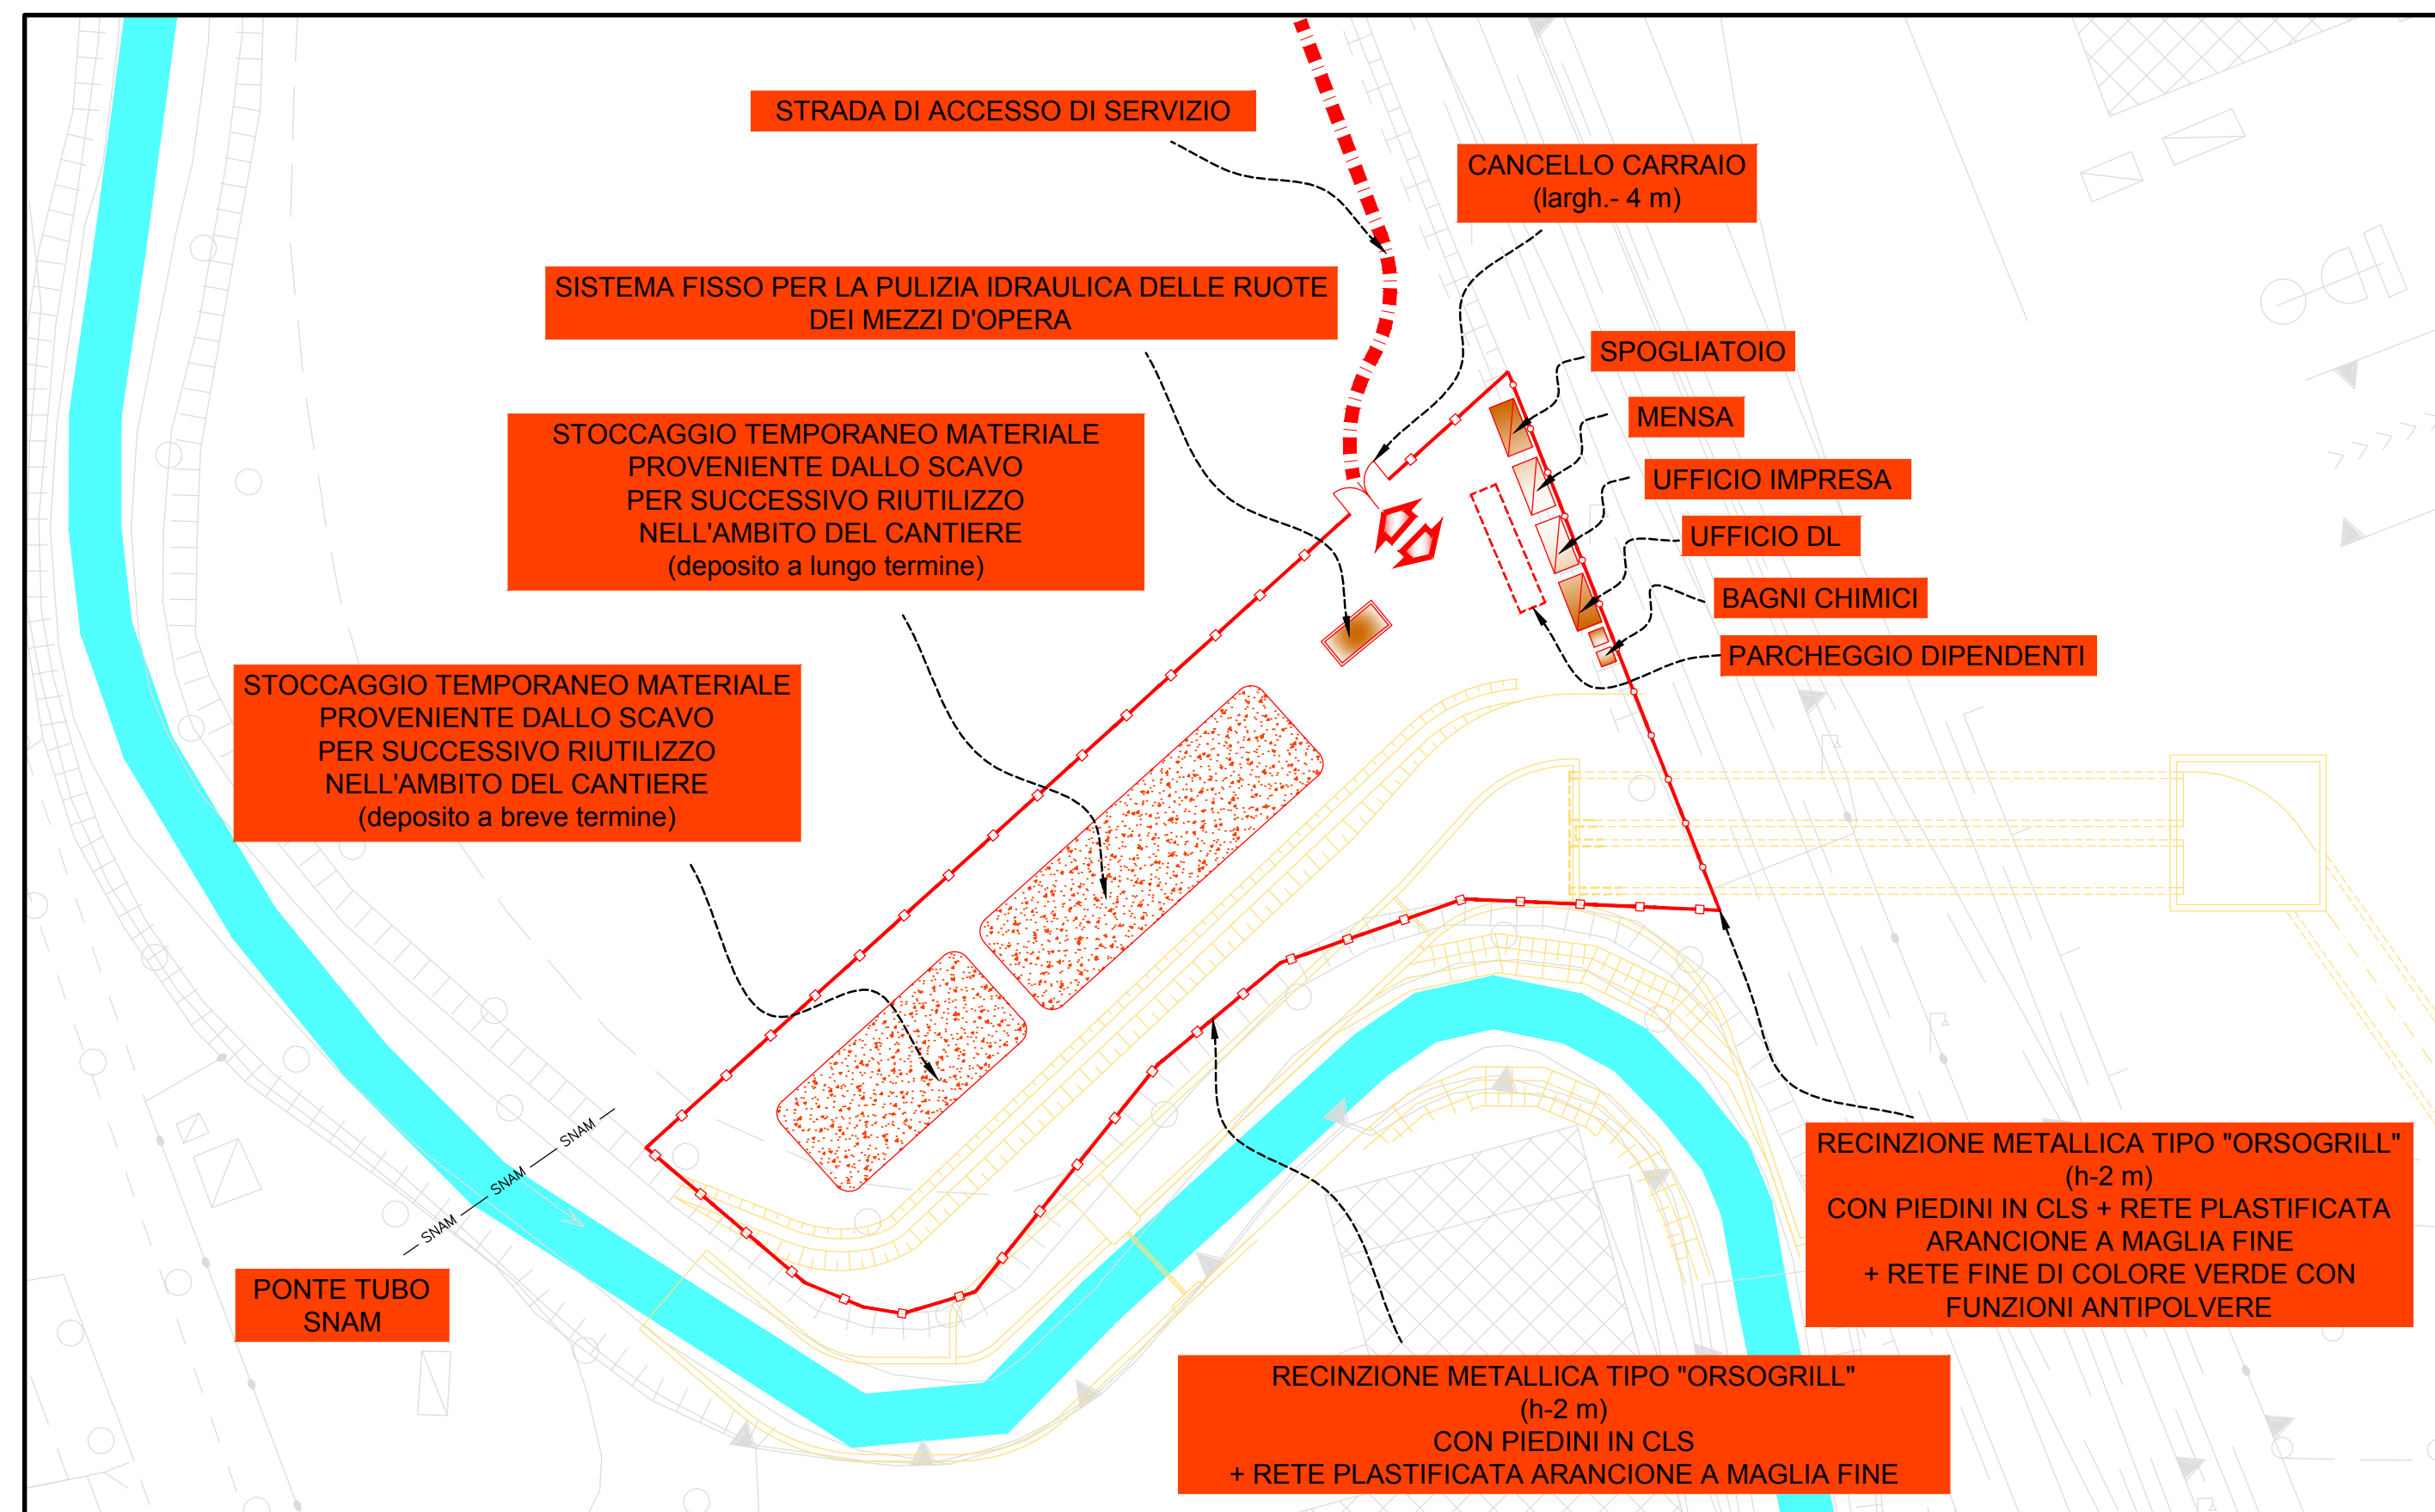 STRADA DI ACCESSO DI SERVIZIO
CANCELLO CARRAIO
(largh.- 4 m)
SISTEMA FISSO PER LA PULIZIA IDRAULICA DELLE RUOTE
DEI MEZZI D'OPERA
SPOGLIATOIO
MENSA
STOCCAGGIO TEMPORANEO MATERIALE
PROVENIENTE DALLO SCAVO
PER SUCCESSIVO RIUTILIZZO
NELL'AMBITO DEL CANTIERE
(deposito a lungo termine)
UFFICIO IMPRESA
UFFICIO DL
BAGNI CHIMICI
PARCHEGGIO DIPENDENTI
STOCCAGGIO TEMPORANEO MATERIALE
PROVENIENTE DALLO SCAVO
PER SUCCESSIVO RIUTILIZZO
NELL'AMBITO DEL CANTIERE
(deposito a breve termine)
SNAM
SNAM
SNAM
PONTE TUBO
SNAM
RECINZIONE METALLICA TIPO "ORSOGRILL"
(h-2 m)
CON PIEDINI IN CLS + RETE PLASTIFICATA
ARANCIONE A MAGLIA FINE
+ RETE FINE DI COLORE VERDE CON
FUNZIONI ANTIPOLVERE
RECINZIONE METALLICA TIPO "ORSOGRILL"
(h-2 m)
CON PIEDINI IN CLS
+ RETE PLASTIFICATA ARANCIONE A MAGLIA FINE